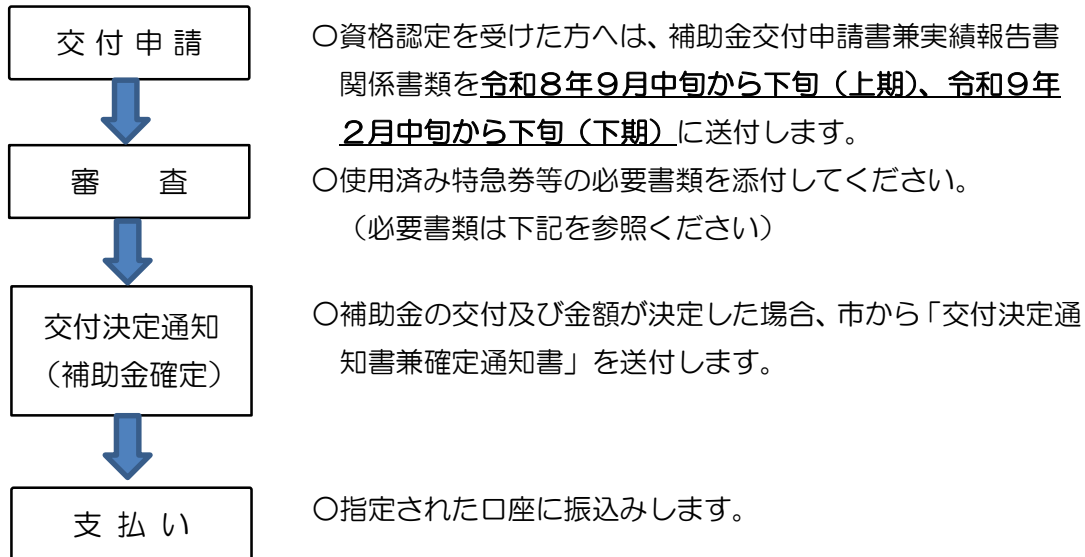 交付申請
〇資格認定を受けた方へは、補助金交付申請書兼実績報告書
関係書類を令和８年９月中旬から下旬（上期）、令和９年
２月中旬から下旬（下期）に送付します。
審　査
〇使用済み特急券等の必要書類を添付してください。
（必要書類は下記を参照ください）
交付決定通知
（補助金確定）
〇補助金の交付及び金額が決定した場合、市から「交付決定通
知書兼確定通知書」を送付します。
支払い
〇指定された口座に振込みします。